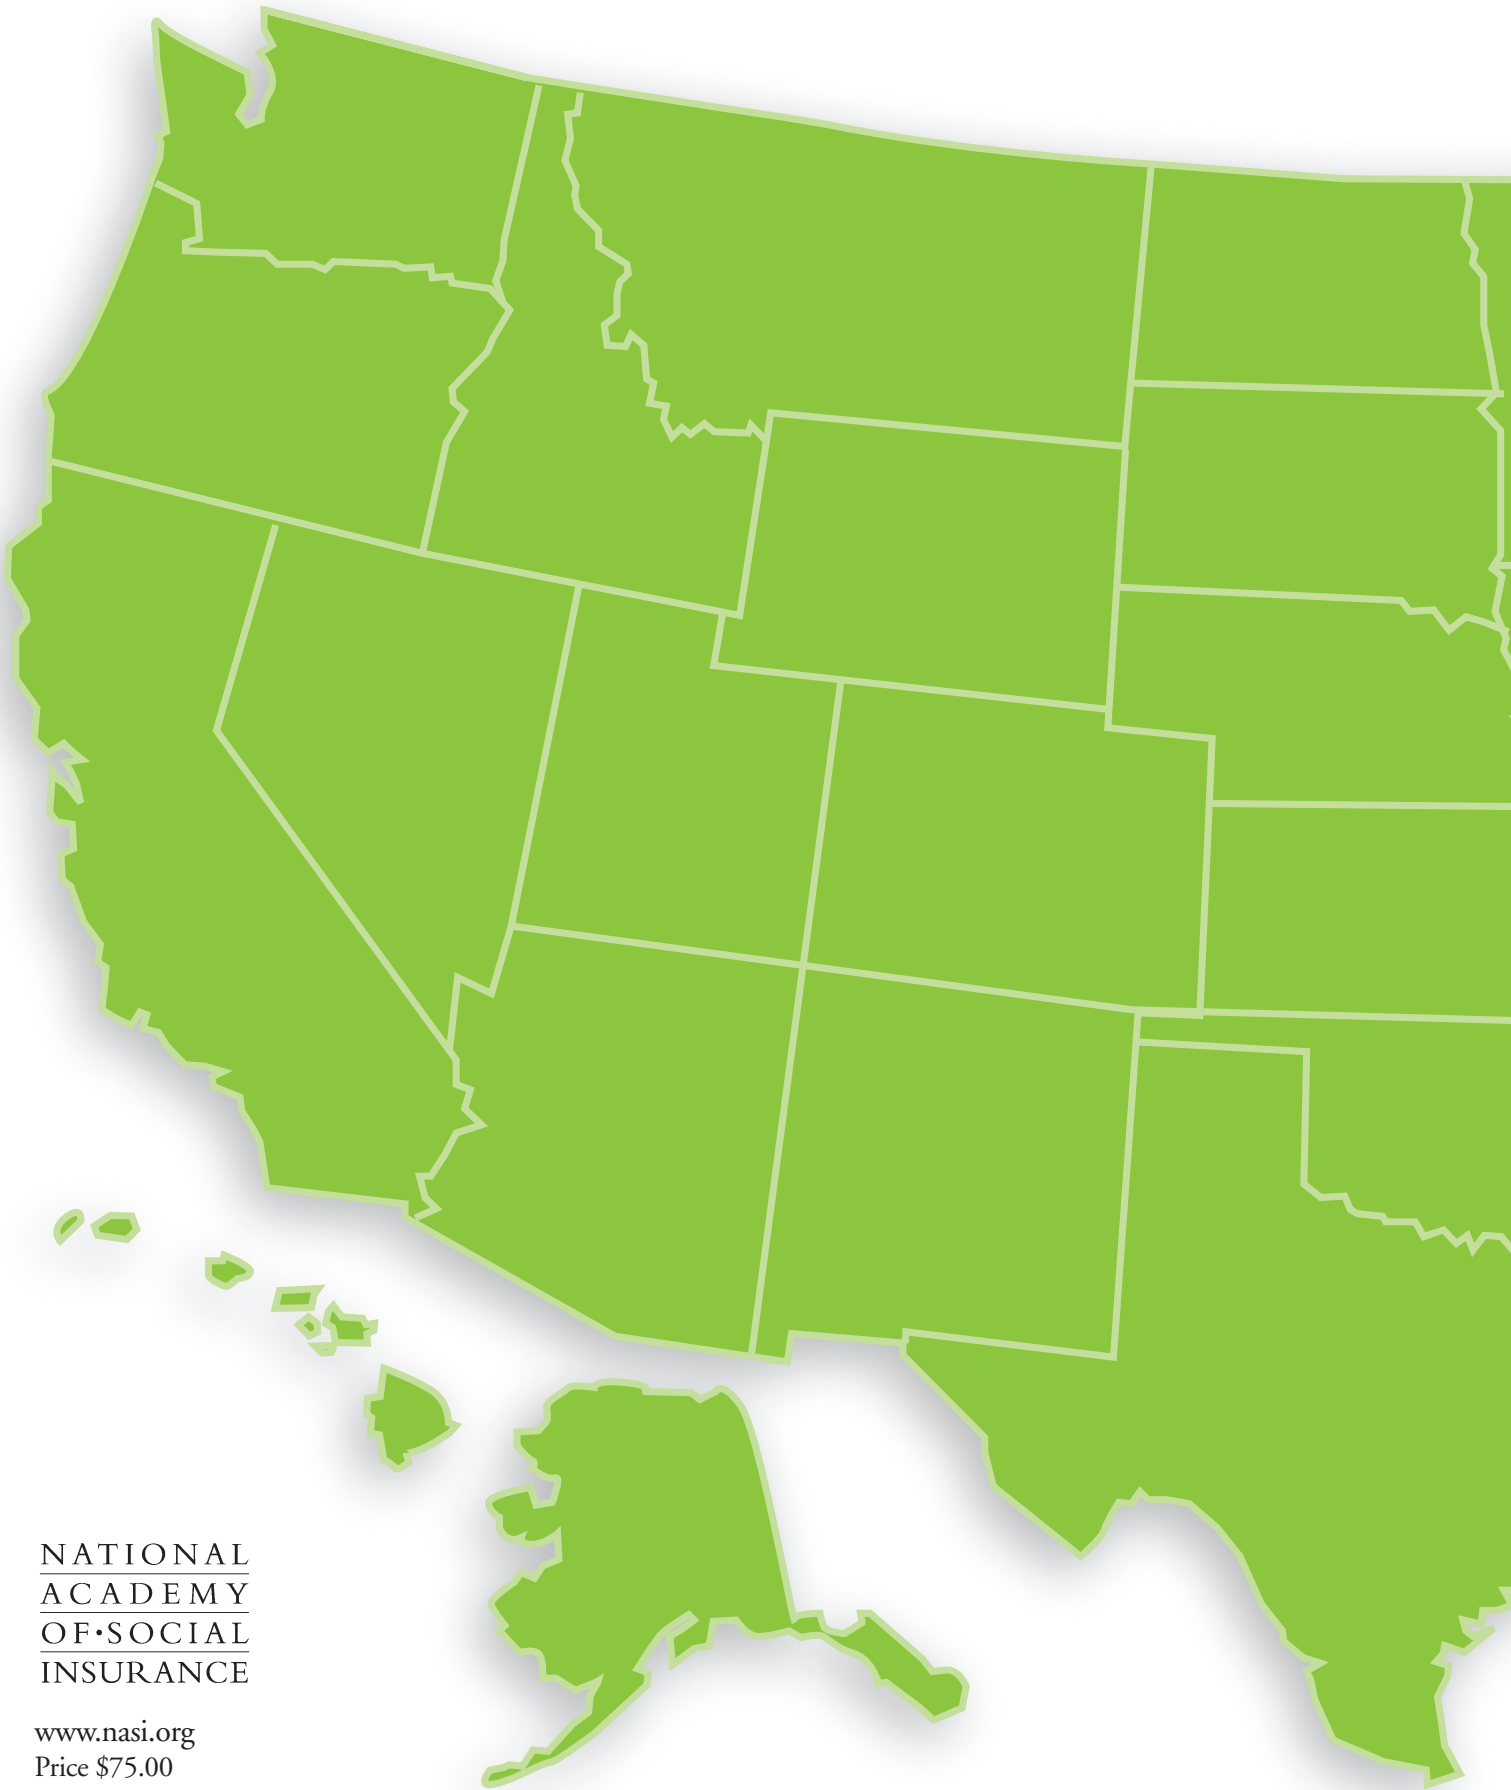 NATIONAL
ACADEMY
OF•SOCIAL
INSURANCE
www.nasi.org
Price $75.00